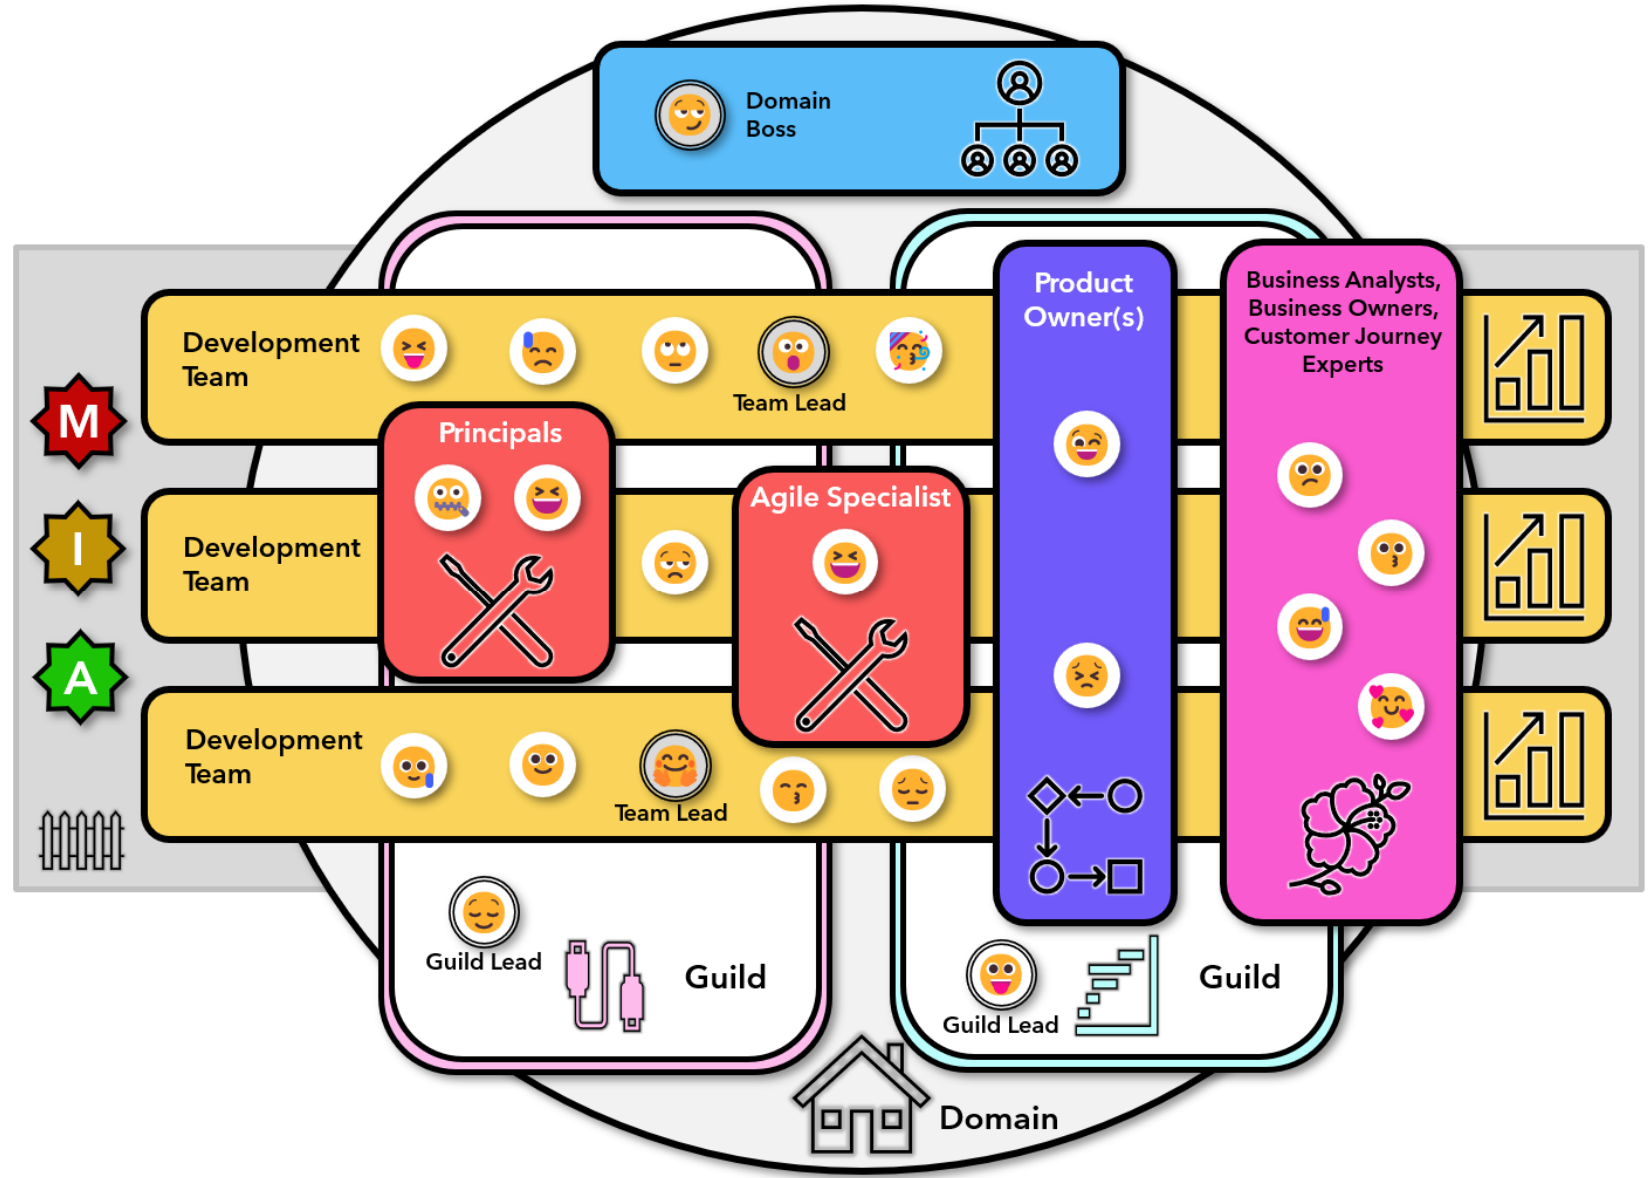 Domain
Boss
Product
Owner(s)
Business Analysts,
Business Owners,
Customer Journey
Experts
Development
Team
Team Lead
M
Principals
Agile Specialist
I
Development
Team
A
Development
Team
Team Lead
Guild Lead
Guild
Guild Lead
Guild
Domain